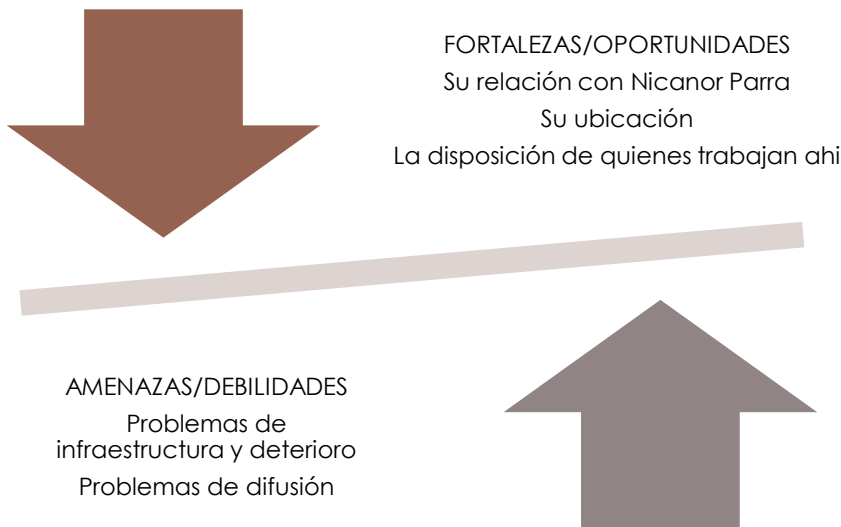 FORTALEZAS/OPORTUNIDADES
Su relación con Nicanor Parra
Su ubicación
La disposición de quienes trabajan ahi
AMENAZAS/DEBILIDADES
Problemas de
infraestructura y deterioro
Problemas de difusión